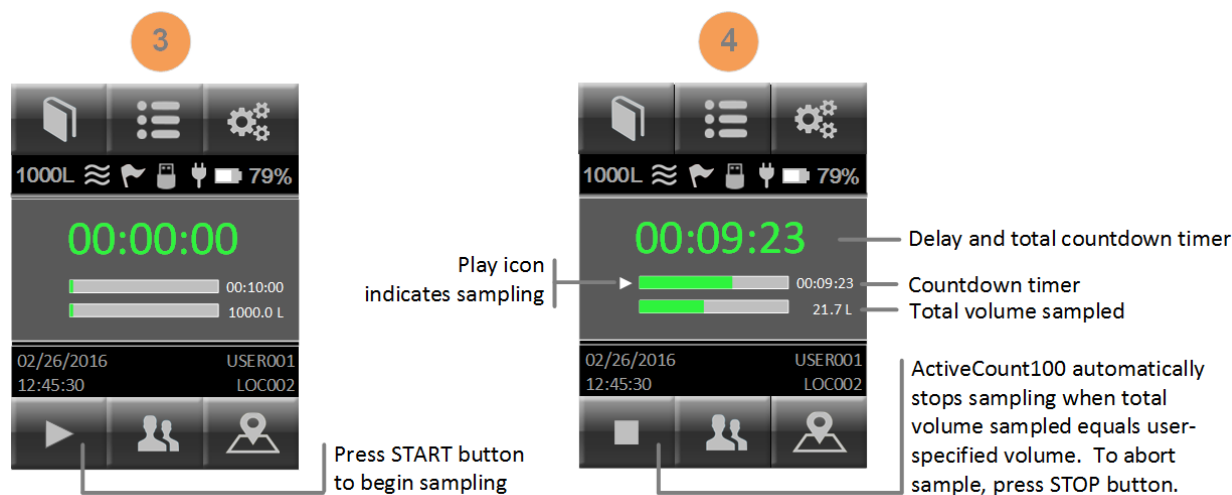 3
1000L 79%
00:00:00
00:10:00
1000.0 L
02/26/2016 USER001
12:45:30 LOC002
Press START button
to begin sampling
4
1000L 79%
00:09:23
Delay and total countdown timer
Play icon
indicates sampling
00:09:23
Countdown timer
21.7 L
Total volume sampled
02/26/2016 USER001
12:45:30 LOC002
ActiveCount100 automatically
stops sampling when total
volume sampled equals user-
specified volume. To abort
sample, press STOP button.